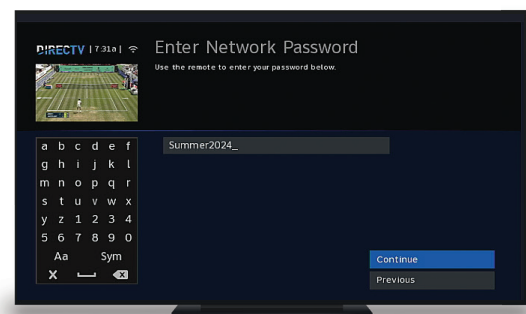 DIRECTV | 7:31a |
Enter Network Password
Use the remote to enter your password below.
Summer2024_
a b c d e f
g h i j k l
m n o p q r
s t u v w x
y z 1 2 3 4
5 6 7 8 9 0
Aa Sym
X
Continue
Previous